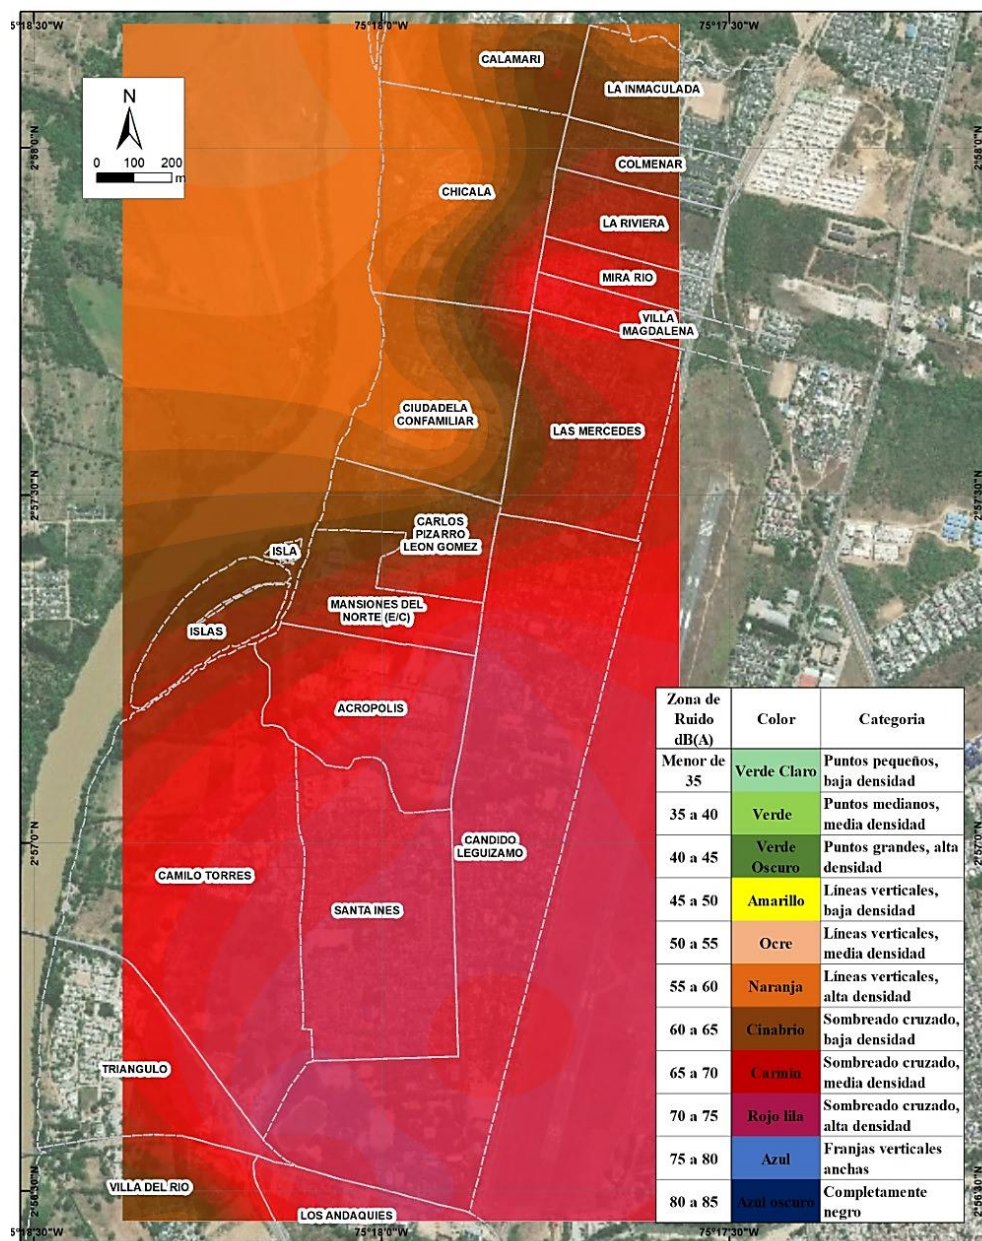 5°18'30"W
75°18'0"W
75°17'30"W
CALAMARI
LA INMACULADA
N
0 100 200
m
2°58'0"N
2°58'0"N
COLMENAR
CHICALA
LA RIVIERA
MIRA RIO
VILLA
MAGDALENA
CIUDADELA
CONFAMILIAR
LAS MERCEDES
2°57'30"N
2°57'30"N
CARLOS
PIZARRO
LEON GOMEZ
ISLA
MANSIONES DEL
NORTE (E/C)
ISLAS
ACROPOLIS
2°57'0"N
2°57'0"N
CANDIDO
LEGUIZAMO
CAMILO TORRES
SANTA INES
TRIANGULO
VILLA DEL RIO
LOS ANDAQUIES
2°56'30"N
2°56'30"N
5°18'30"W
75°18'0"W
75°17'30"W
Zona de
Ruido
dB(A)
Color
Categoria
Menor de
35
Verde Claro
Puntos pequeños,
baja densidad
35 a 40
Verde
Puntos medianos,
media densidad
40 a 45
Verde
Oscuro
Puntos grandes, alta
densidad
45 a 50
Amarillo
Líneas verticales,
baja densidad
50 a 55
Ocre
Líneas verticales,
media densidad
55 a 60
Naranja
Líneas verticales,
alta densidad
60 a 65
Cinabrio
Sombreado cruzado,
baja densidad
65 a 70
Carmín
Sombreado cruzado,
media densidad
70 a 75
Rojo lila
Sombreado cruzado,
alta densidad
75 a 80
Azul
Franjas verticales
anchas
80 a 85
Azul oscuro
Completamente
negro